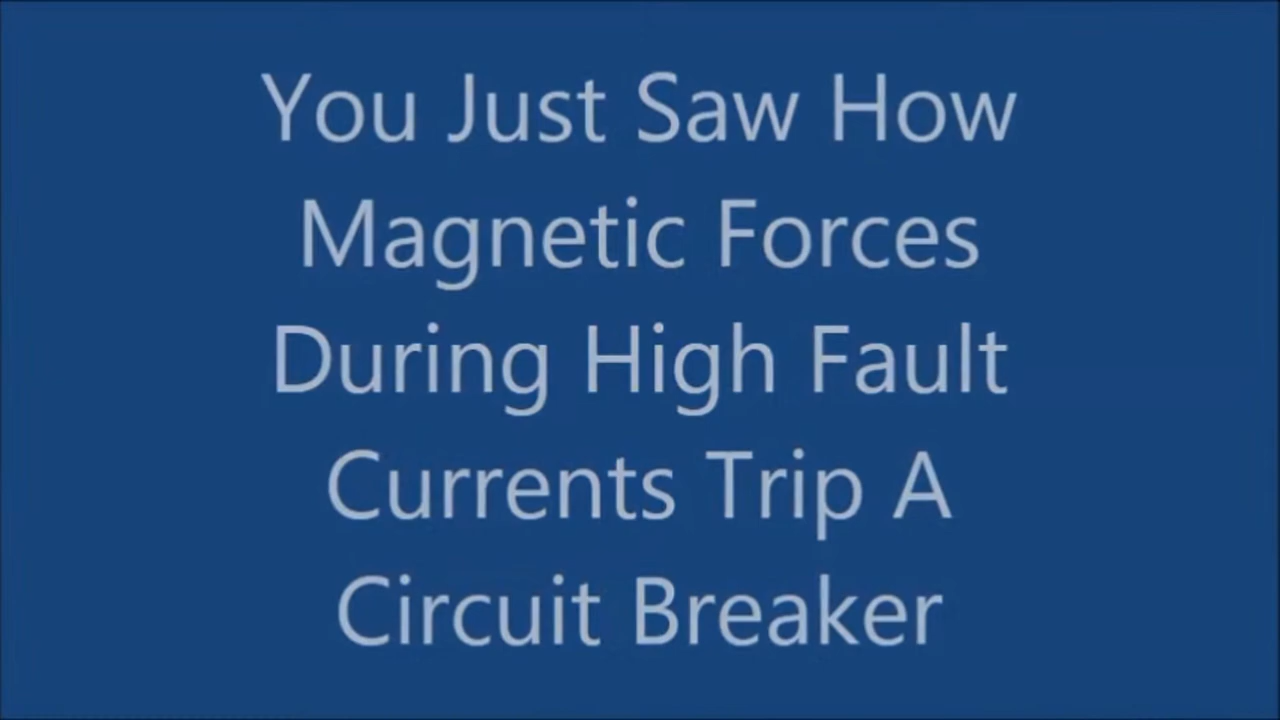 You Just Saw How
Magnetic Forces
During High Fault
Currents Trip A
Circuit Breaker